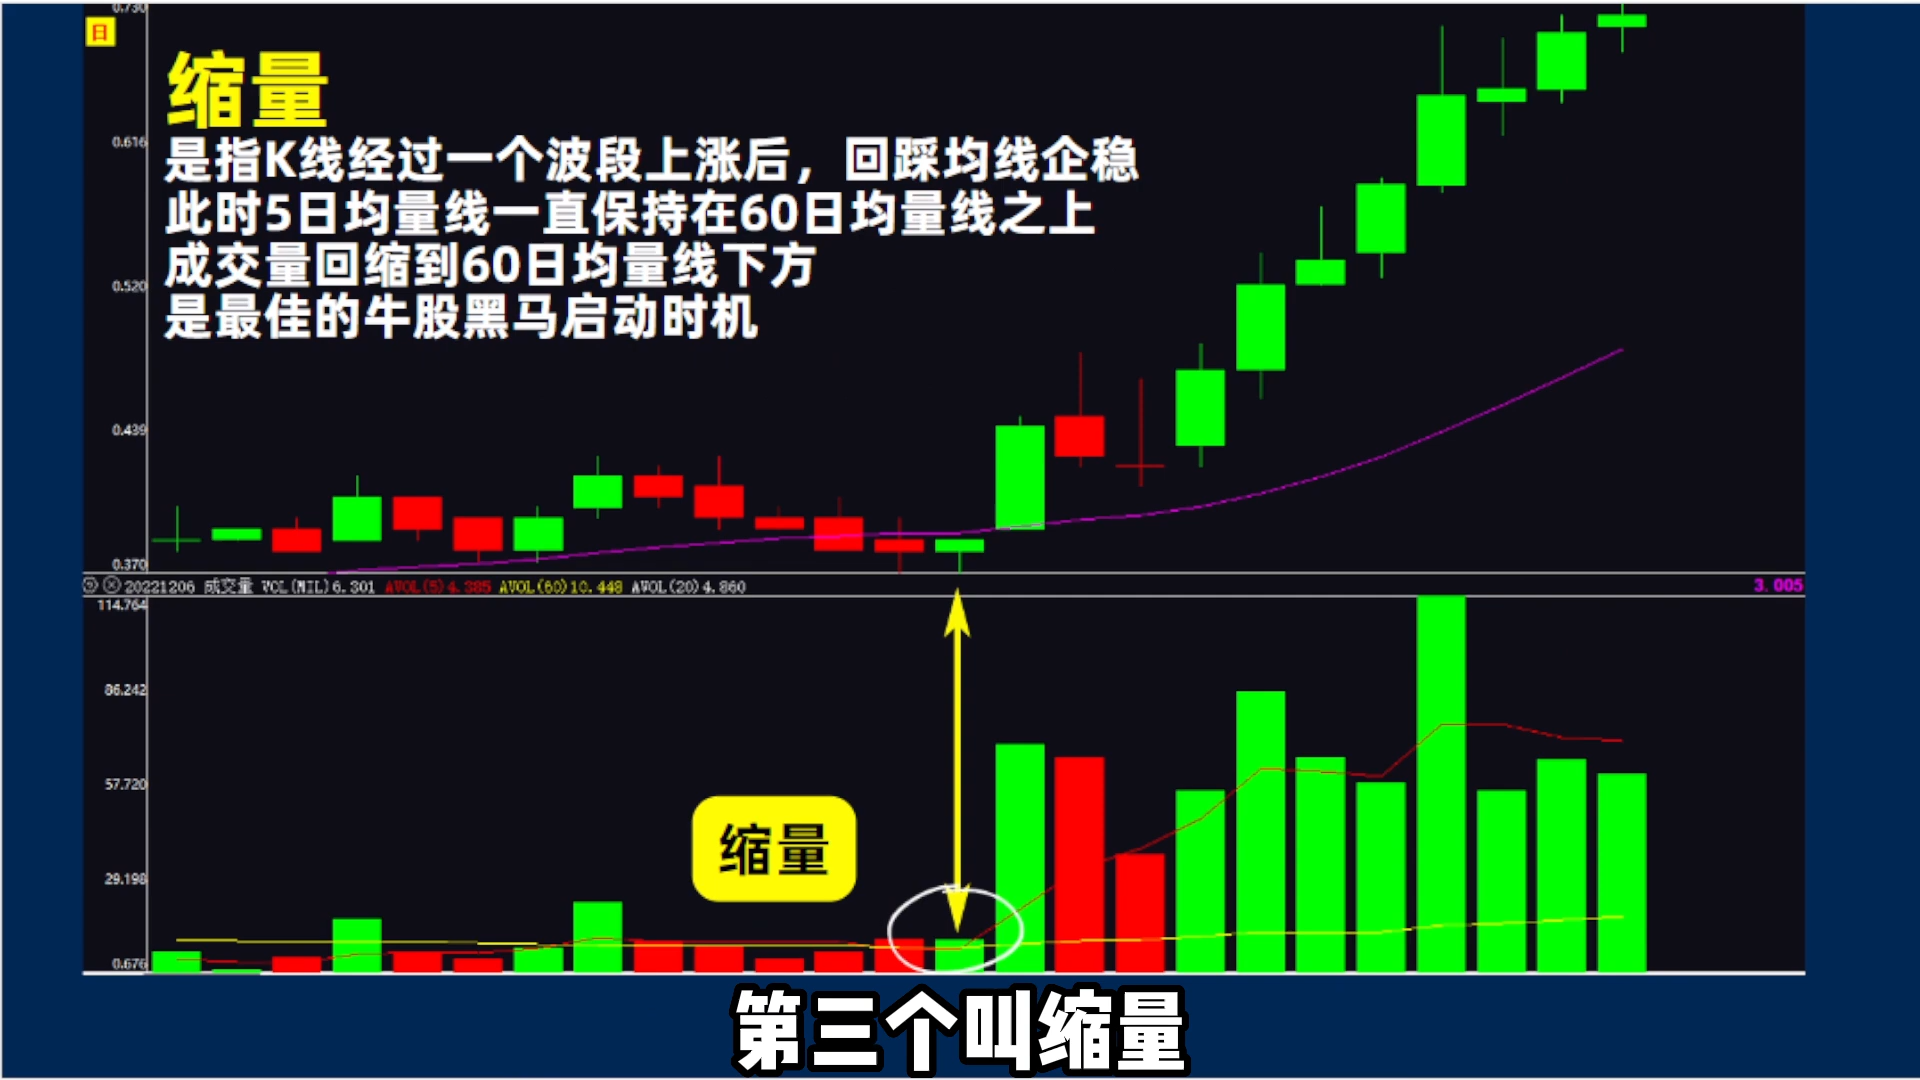 0.730
日
缩量
0.616
是指K线经过一个波段上涨后，回踩均线企稳
此时5日均量线一直保持在60日均量线之上
成交量回缩到60日均量线下方
0.520
是最佳的牛股黑马启动时机
0.439
0.370
20221206 成交量 VOL(MIL)6.301 AVOL(5)4.385 AVOL(60)10.448 AVOL(20)4.860
3.005
114.764
86.242
57.720
缩量
29.198
0.676
第三个叫缩量